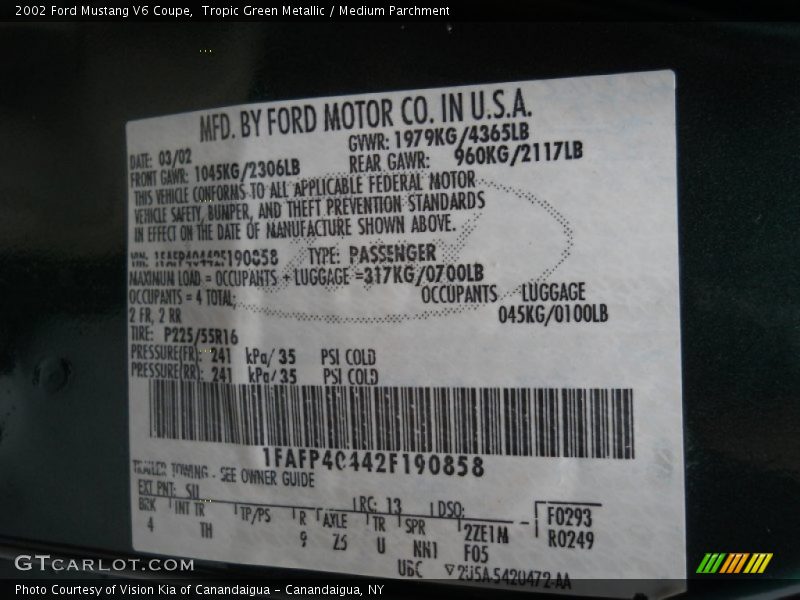 2002 Ford Mustang V6 Coupe,  Tropic Green Metallic / Medium Parchment
MFD. BY FORD MOTOR CO. IN U.S.A.
DATE: 03/02 GVWR: 1979KG/4365LB
FRONT GAWR: 1045KG/2306LB REAR GAWR: 960KG/2117LB
THIS VEHICLE CONFORMS TO ALL APPLICABLE FEDERAL MOTOR
VEHICLE SAFETY, BUMPER, AND THEFT PREVENTION STANDARDS
IN EFFECT ON THE DATE OF MANUFACTURE SHOWN ABOVE.
VIN: 1FAFP40442F190858 TYPE: PASSENGER
MAXIMUM LOAD = OCCUPANTS + LUGGAGE =317KG/0700LB
OCCUPANTS = 4 TOTAL; OCCUPANTS LUGGAGE
2 FR, 2 RR 045KG/0100LB
TIRE: P225/55R16
PRESSURE(FR): 241 kPa/ 35 PSI COLD
PRESSURE(RR): 241 kPa/ 35 PSI COLD
1FAFP40442F190858
TRAILER TOWING - SEE OWNER GUIDE
EXT PNT: SU RC: 13 DSO: F0293
BRK INT TR TP/PS R AXLE TR SPR 2ZE1M R0249
4 TH 9 Z5 U NN1 F05
UBC 2U5A-5420472-AA
GTCARLOT.COM
Photo Courtesy of Vision Kia of Canandaigua - Canandaigua, NY